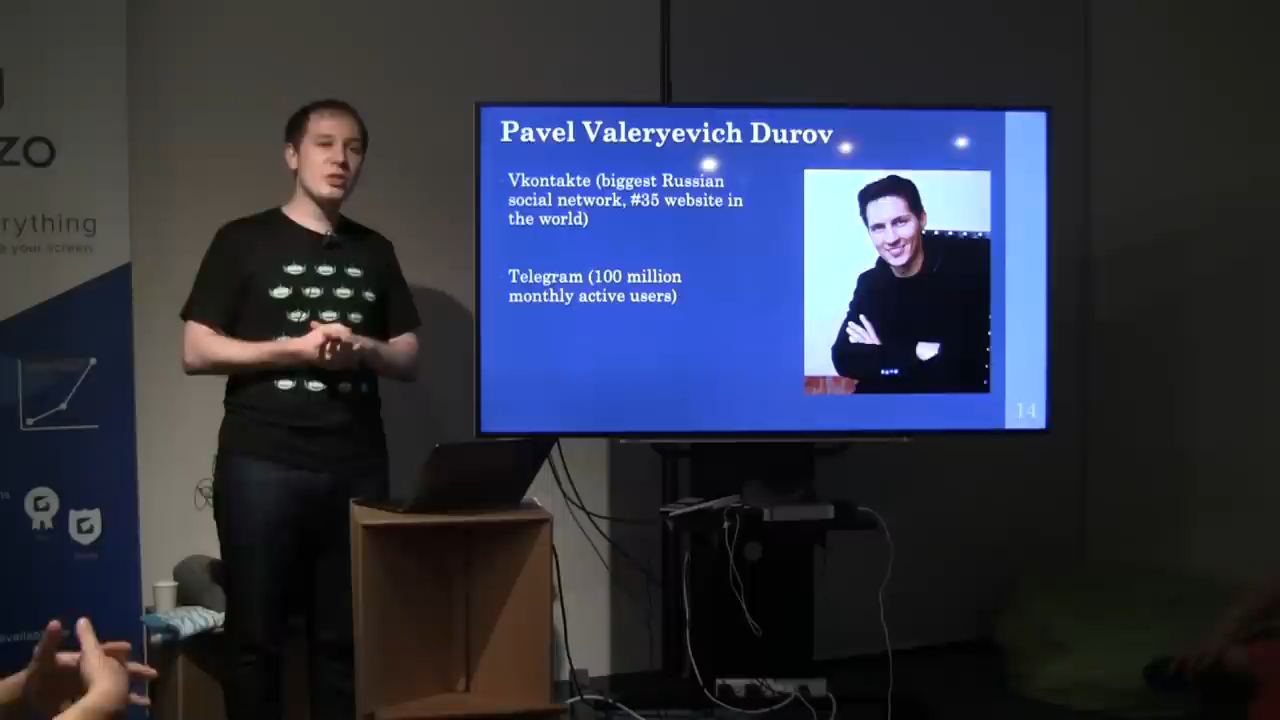 zo
rything
e your screen
Pavel Valeryevich Durov
Vkontakte (biggest Russian
social network, #35 website in
the world)
Telegram (100 million
monthly active users)
14